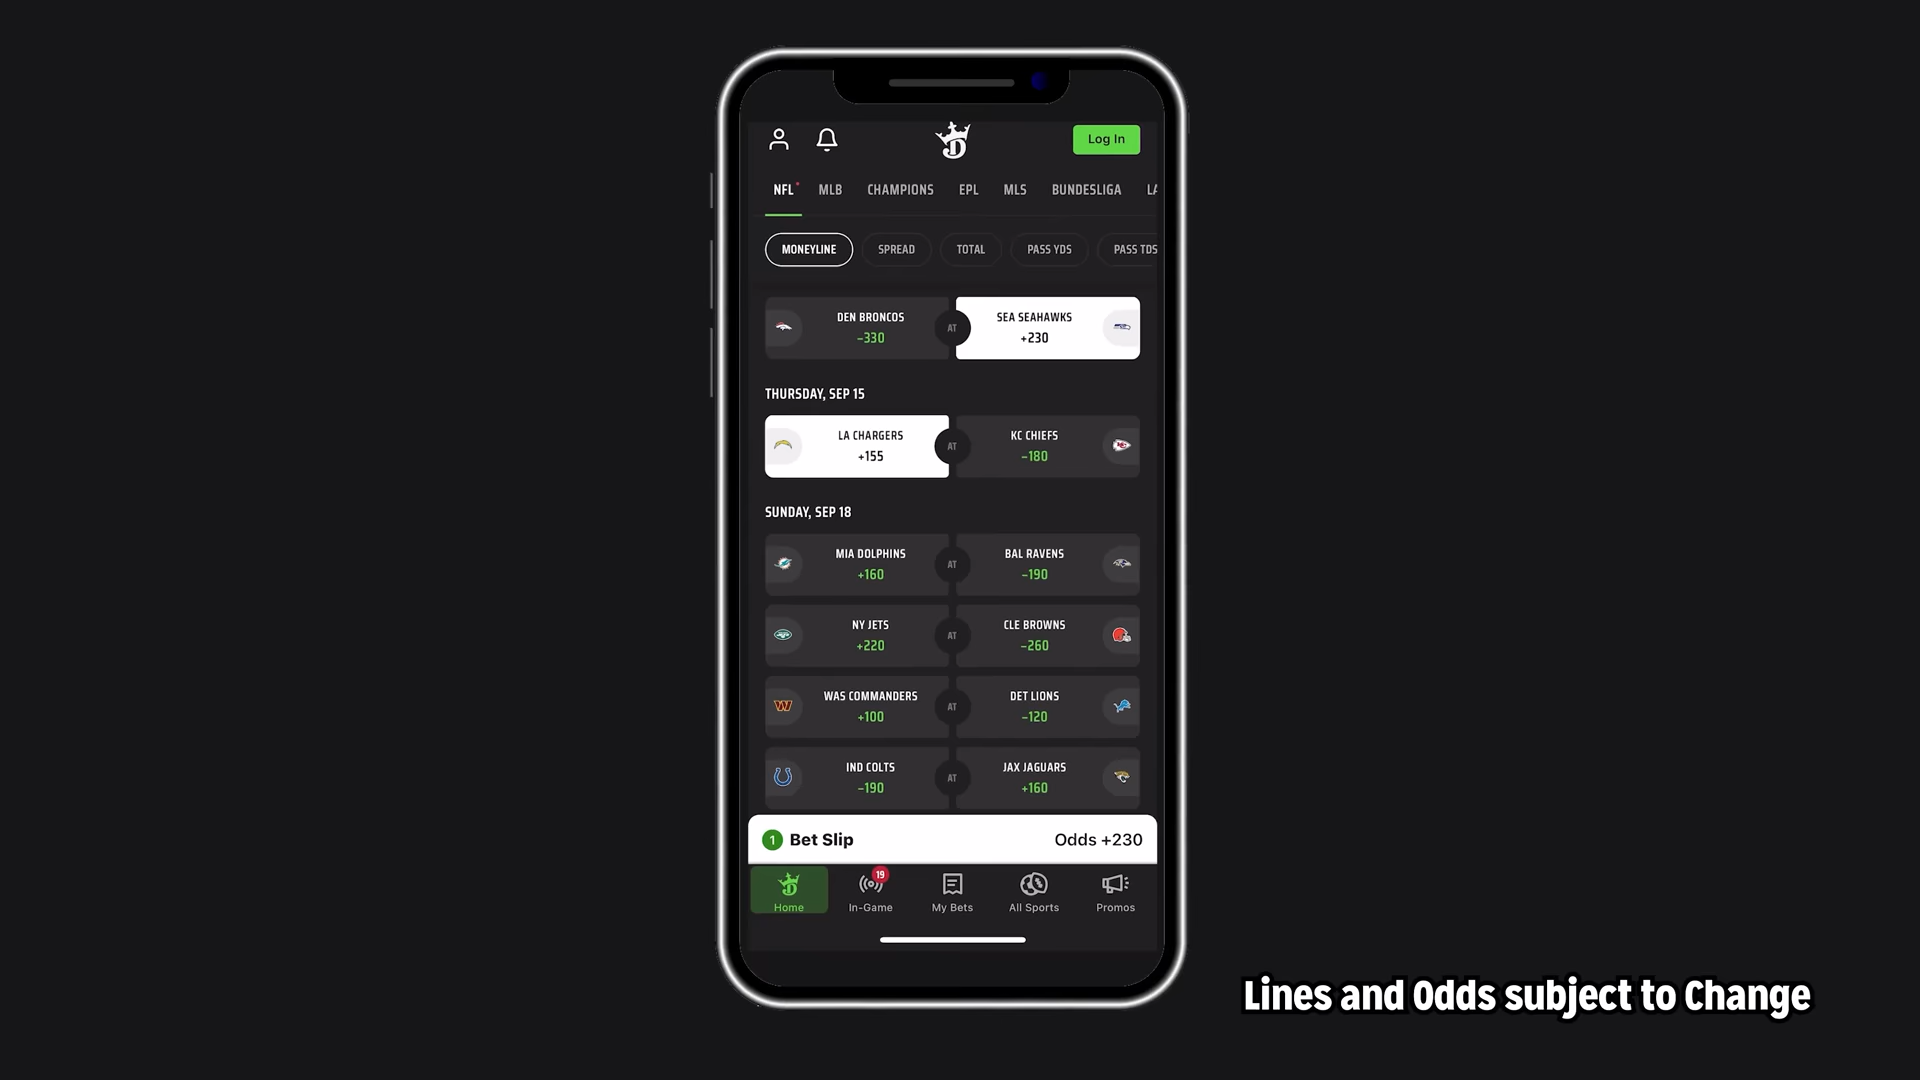 Log In
NFL MLB CHAMPIONS EPL MLS BUNDESLIGA LA
MONEYLINE SPREAD TOTAL PASS YDS PASS TDS
DEN BRONCOS AT SEA SEAHAWKS
-330 +230
THURSDAY, SEP 15
LA CHARGERS AT KC CHIEFS
+155 -180
SUNDAY, SEP 18
MIA DOLPHINS AT BAL RAVENS
+160 -190
NY JETS AT CLE BROWNS
+220 -260
WAS COMMANDERS AT DET LIONS
+100 -120
IND COLTS AT JAX JAGUARS
-190 +160
1 Bet Slip Odds +230
19
Home In-Game My Bets All Sports Promos
Lines and Odds subject to Change